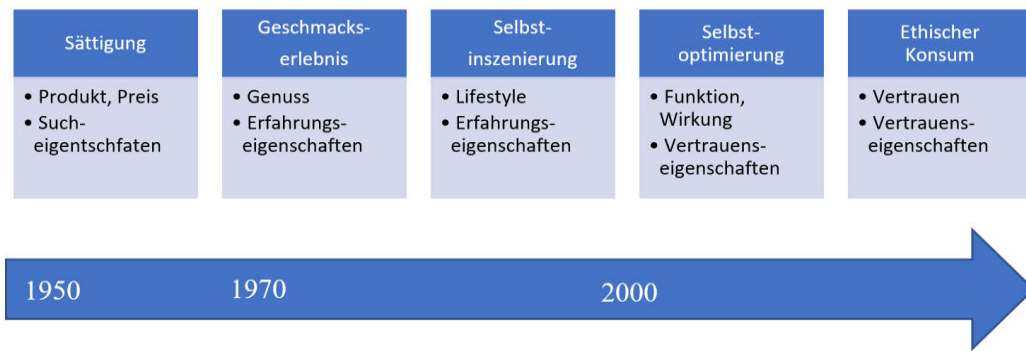 Sättigung
• Produkt, Preis
• Such-
eigentschfaten
Geschmacks-
erlebnis
• Genuss
• Erfahrungs-
eigenschaften
Selbst-
inszenierung
• Lifestyle
• Erfahrungs-
eigenschaften
Selbst-
optimierung
• Funktion,
Wirkung
• Vertrauens-
eigenschaften
Ethischer
Konsum
• Vertrauen
• Vertrauens-
eigenschaften
1950
1970
2000